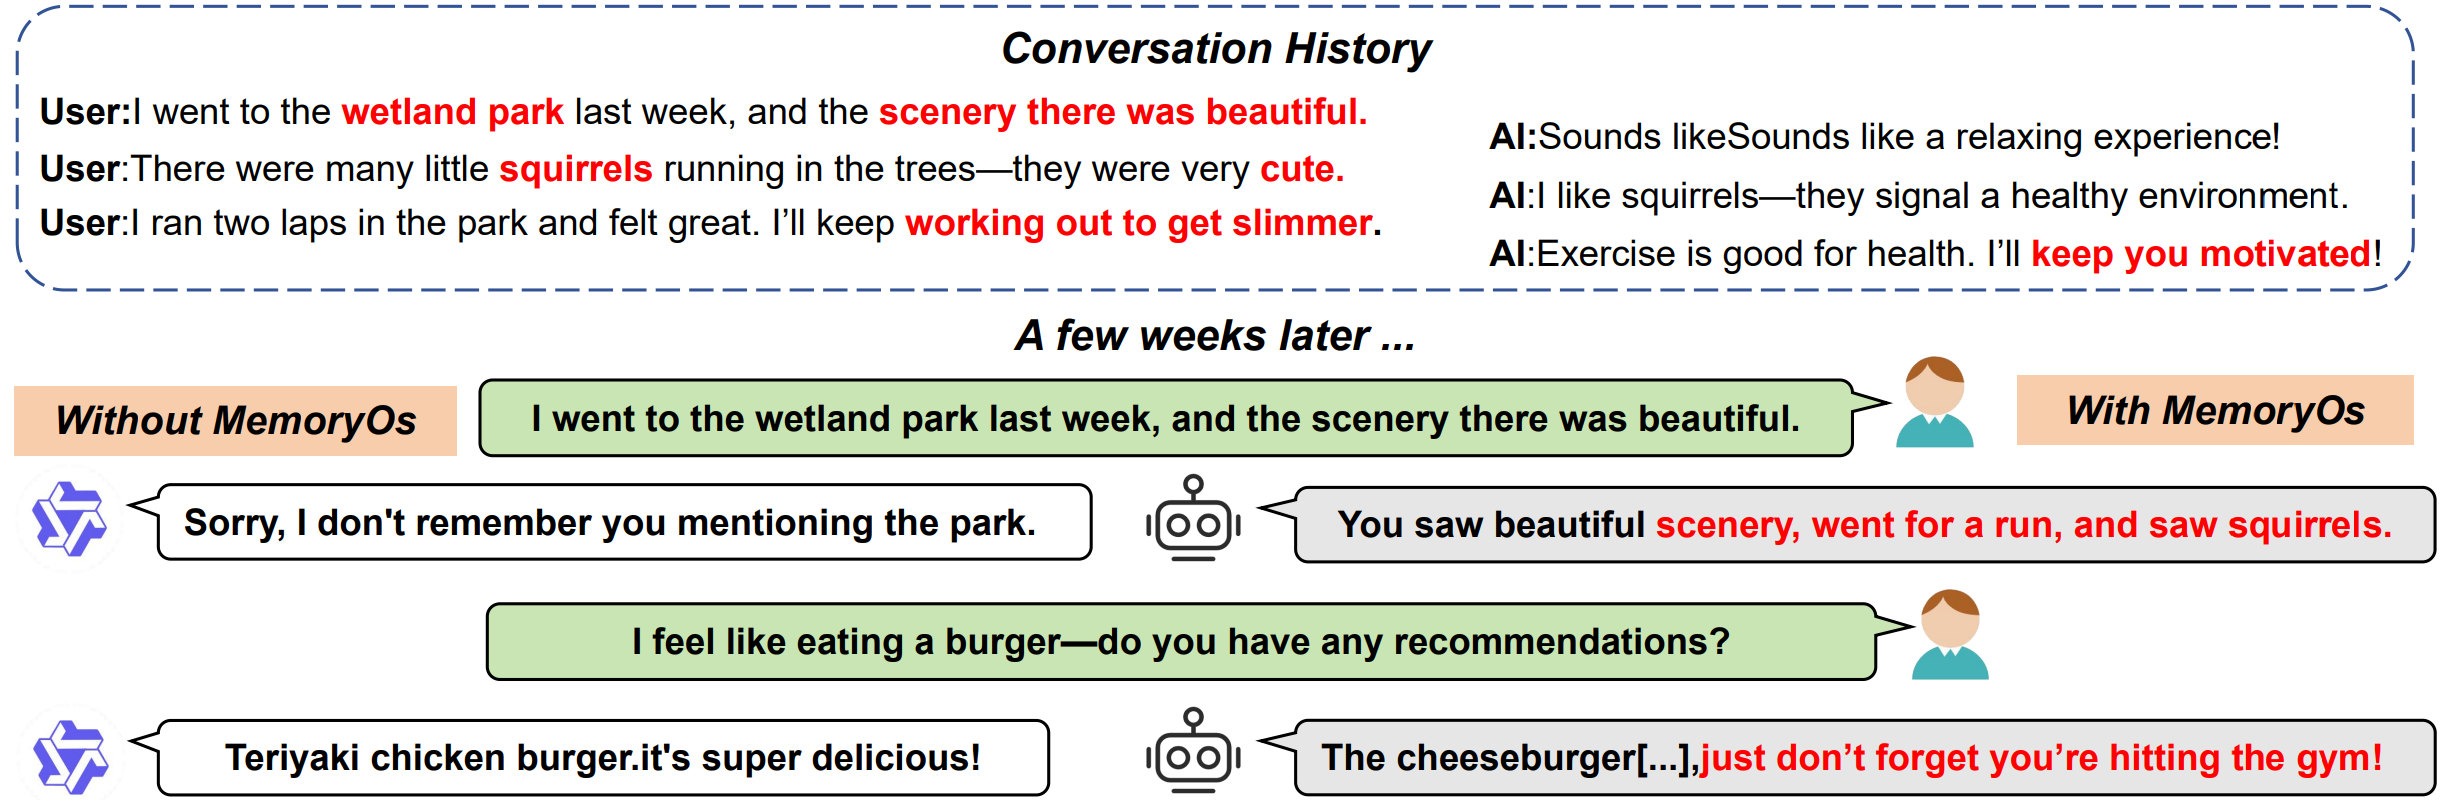 Conversation History
User:I went to the wetland park last week, and the scenery there was beautiful.
AI:Sounds likeSounds like a relaxing experience!
User:There were many little squirrels running in the trees—they were very cute.
AI:I like squirrels—they signal a healthy environment.
User:I ran two laps in the park and felt great. I’ll keep working out to get slimmer.
AI:Exercise is good for health. I’ll keep you motivated!
A few weeks later ...
Without MemoryOs
I went to the wetland park last week, and the scenery there was beautiful.
With MemoryOs
Sorry, I don't remember you mentioning the park.
You saw beautiful scenery, went for a run, and saw squirrels.
I feel like eating a burger—do you have any recommendations?
Teriyaki chicken burger.it's super delicious!
The cheeseburger[...],just don’t forget you’re hitting the gym!